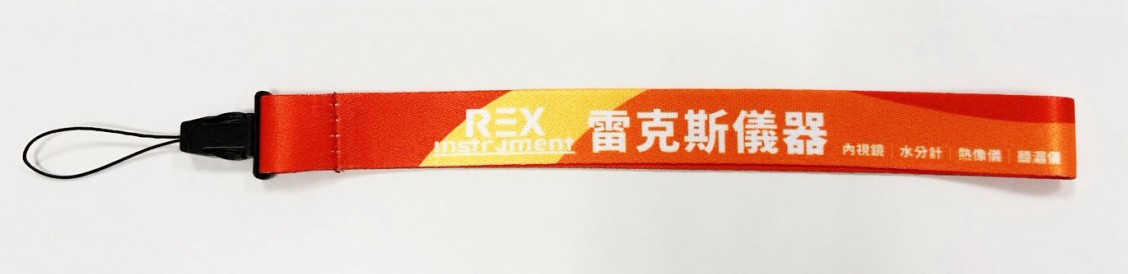 REX
instrument
雷克斯儀器
內視鏡｜水分計｜熱像儀｜聽漏儀